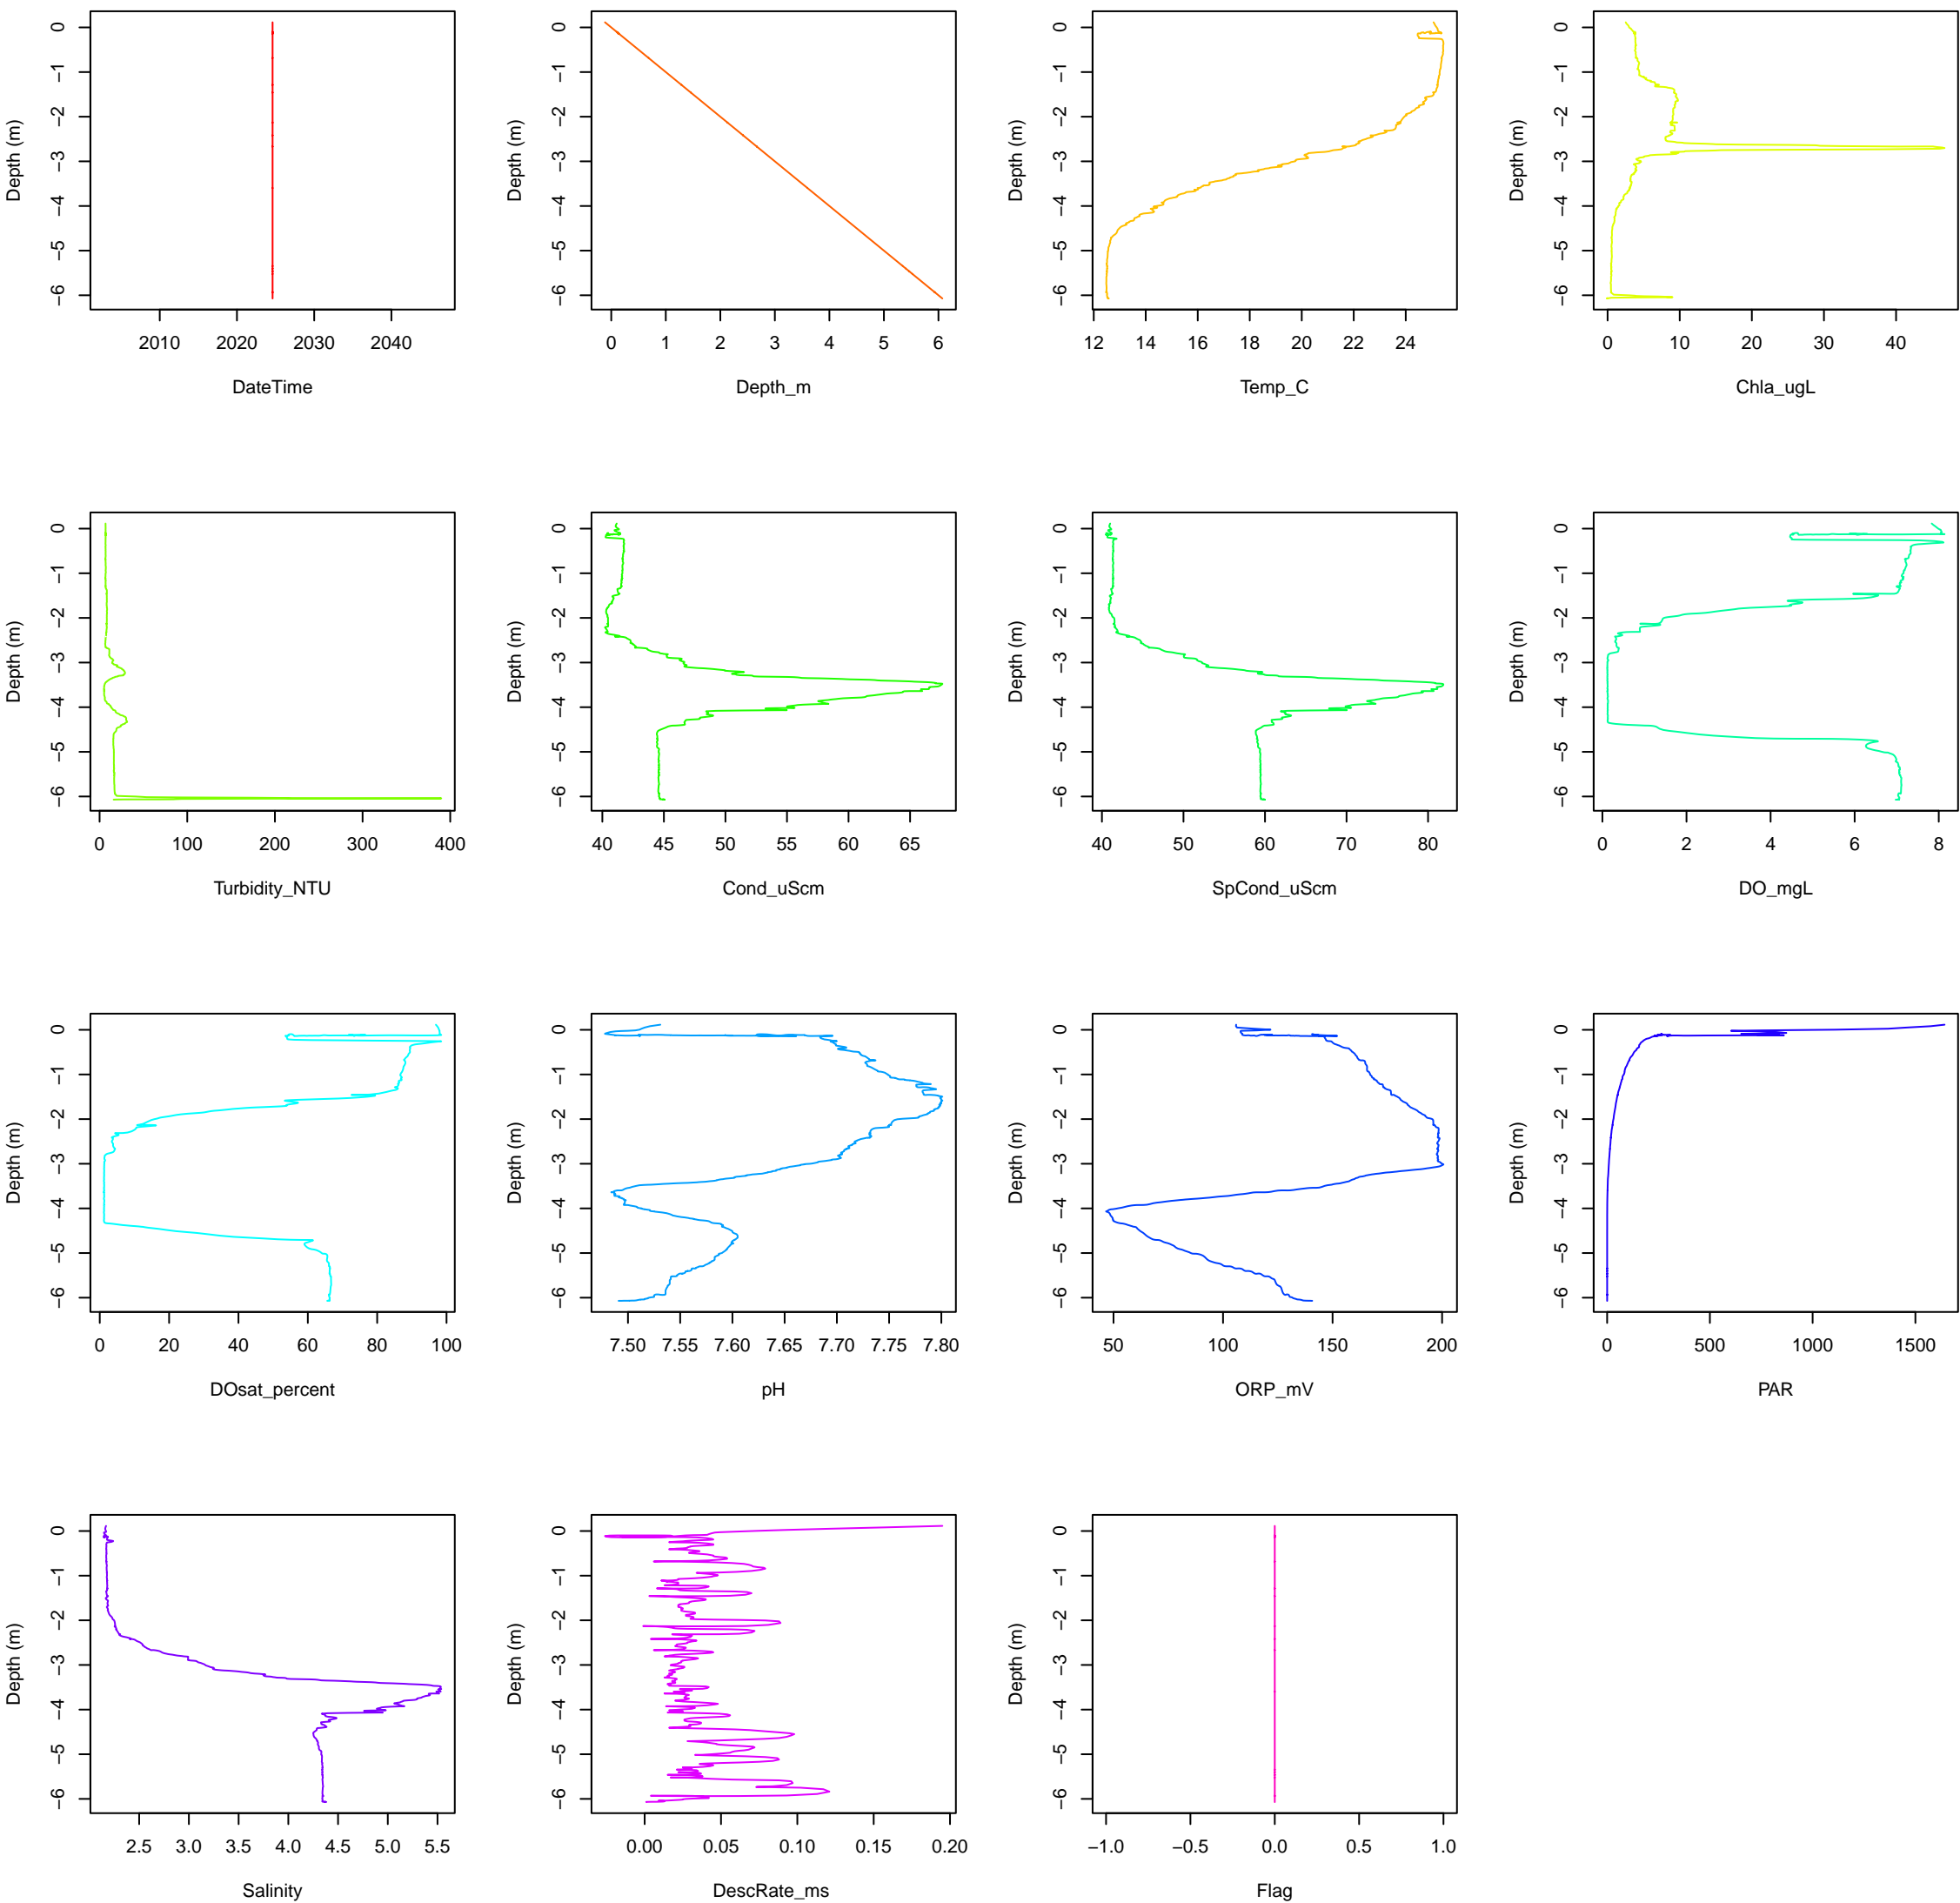 Depth (m)
0
−1
−2
−3
−4
−5
−6
2010 2020 2030 2040
DateTime
Depth (m)
0
−1
−2
−3
−4
−5
−6
0 1 2 3 4 5 6
Depth_m
Depth (m)
0
−1
−2
−3
−4
−5
−6
12 14 16 18 20 22 24
Temp_C
Depth (m)
0
−1
−2
−3
−4
−5
−6
0 10 20 30 40
Chla_ugL
Depth (m)
0
−1
−2
−3
−4
−5
−6
0 100 200 300 400
Turbidity_NTU
Depth (m)
0
−1
−2
−3
−4
−5
−6
40 45 50 55 60 65
Cond_uScm
Depth (m)
0
−1
−2
−3
−4
−5
−6
40 50 60 70 80
SpCond_uScm
Depth (m)
0
−1
−2
−3
−4
−5
−6
0 2 4 6 8
DO_mgL
Depth (m)
0
−1
−2
−3
−4
−5
−6
0 20 40 60 80 100
DOsat_percent
Depth (m)
0
−1
−2
−3
−4
−5
−6
7.50 7.55 7.60 7.65 7.70 7.75 7.80
pH
Depth (m)
0
−1
−2
−3
−4
−5
−6
50 100 150 200
ORP_mV
Depth (m)
0
−1
−2
−3
−4
−5
−6
0 500 1000 1500
PAR
Depth (m)
0
−1
−2
−3
−4
−5
−6
2.5 3.0 3.5 4.0 4.5 5.0 5.5
Salinity
Depth (m)
0
−1
−2
−3
−4
−5
−6
0.00 0.05 0.10 0.15 0.20
DescRate_ms
Depth (m)
0
−1
−2
−3
−4
−5
−6
−1.0 −0.5 0.0 0.5 1.0
Flag